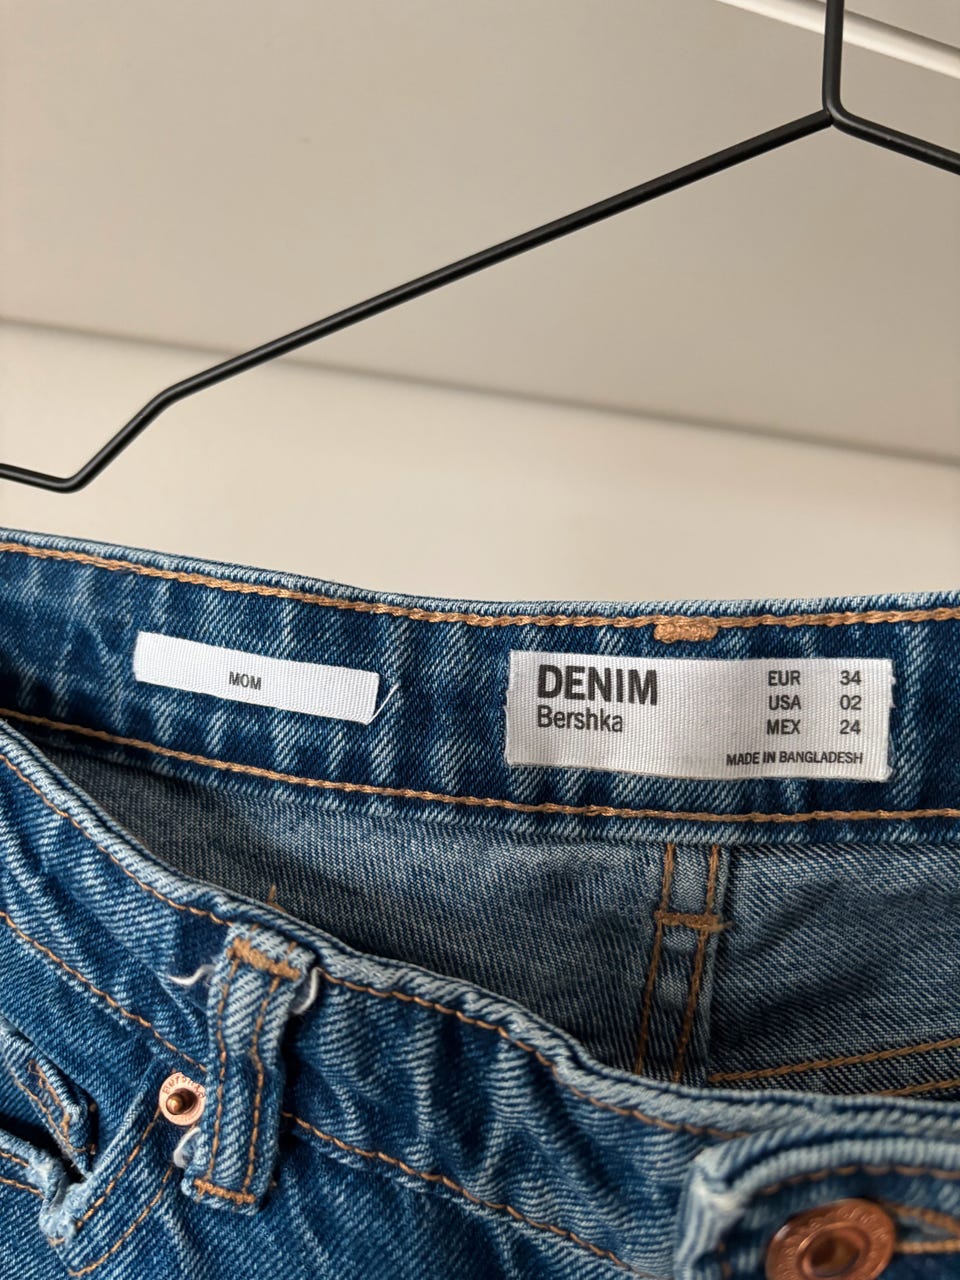 MOM
DENIM
Bershka
EUR 34
USA 02
MEX 24
MADE IN BANGLADESH